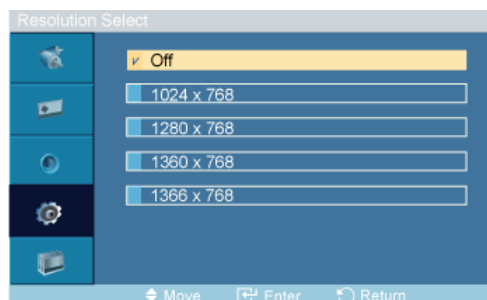 Resolution Select
Off
1024 x 768
1280 x 768
1360 x 768
1366 x 768
Move Enter Return